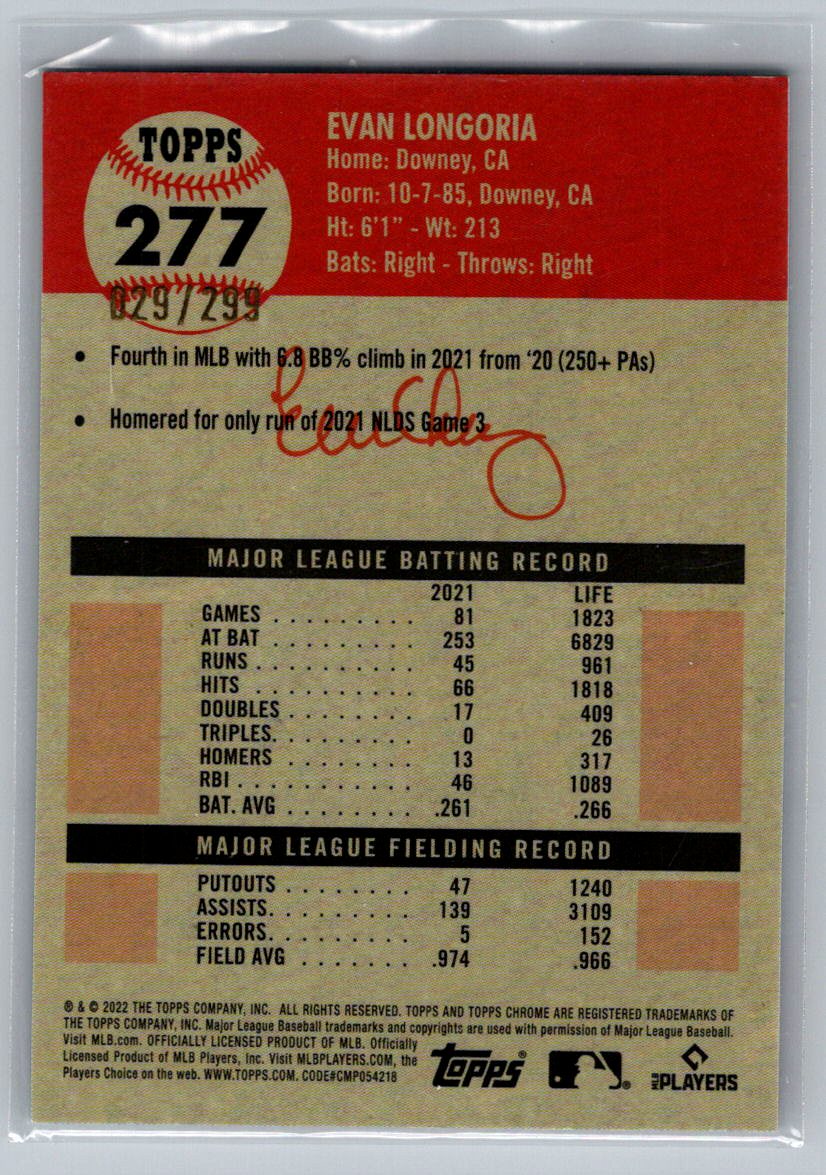 TOPPS
277
029/299
EVAN LONGORIA
Home: Downey, CA
Born: 10-7-85, Downey, CA
Ht: 6'1" - Wt: 213
Bats: Right - Throws: Right
• Fourth in MLB with 6.8 BB% climb in 2021 from '20 (250+ PAs)
• Homered for only run of 2021 NLDS Game 3
MAJOR LEAGUE BATTING RECORD
2021 LIFE
GAMES . . . . . . . . . 81 1823
AT BAT . . . . . . . . . 253 6829
RUNS . . . . . . . . . . 45 961
HITS . . . . . . . . . . 66 1818
DOUBLES . . . . . . . . 17 409
TRIPLES. . . . . . . . . 0 26
HOMERS . . . . . . . . 13 317
RBI . . . . . . . . . . . 46 1089
BAT. AVG . . . . . . . . .261 .266
MAJOR LEAGUE FIELDING RECORD
PUTOUTS . . . . . . . . 47 1240
ASSISTS. . . . . . . . . 139 3109
ERRORS. . . . . . . . . 5 152
FIELD AVG . . . . . . . .974 .966
® & © 2022 THE TOPPS COMPANY, INC. ALL RIGHTS RESERVED. TOPPS AND TOPPS CHROME ARE REGISTERED TRADEMARKS OF
THE TOPPS COMPANY, INC. Major League Baseball trademarks and copyrights are used with permission of Major League Baseball.
Visit MLB.com. OFFICIALLY LICENSED PRODUCT OF MLB. Officially
Licensed Product of MLB Players, Inc. Visit MLBPLAYERS.COM, the
Players Choice on the web. WWW.TOPPS.COM. CODE#CMP054218
topps®
MLB PLAYERS